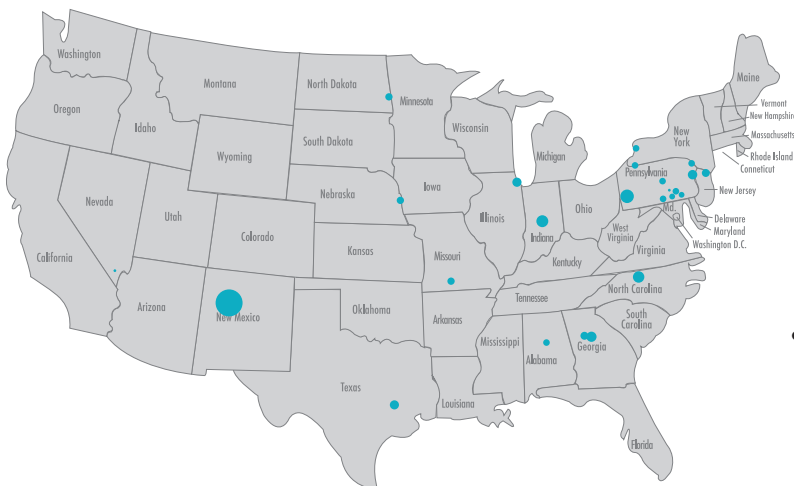 Washington
Montana
North Dakota
Minnesota
Maine
Oregon
Idaho
Wisconsin
Michigan
New
York
Vermont
New Hampshire
Massochusetts
Rhode Island
Conneticut
South Dakota
Wyoming
Pennsylvania
New Jersey
Nebraska
Iowa
Nevada
Utah
Illinois
Indiana
Ohio
Md.
Delaware
Maryland
Washington D.C.
California
Colorado
Kansas
Missouri
West
Virginia
Virginia
Kentucky
Arizona
New Mexico
Oklahoma
Arkansas
Tennessee
North Carolina
South
Carolina
Mississippi
Alabama
Georgia
Texas
Louisiana
Florida